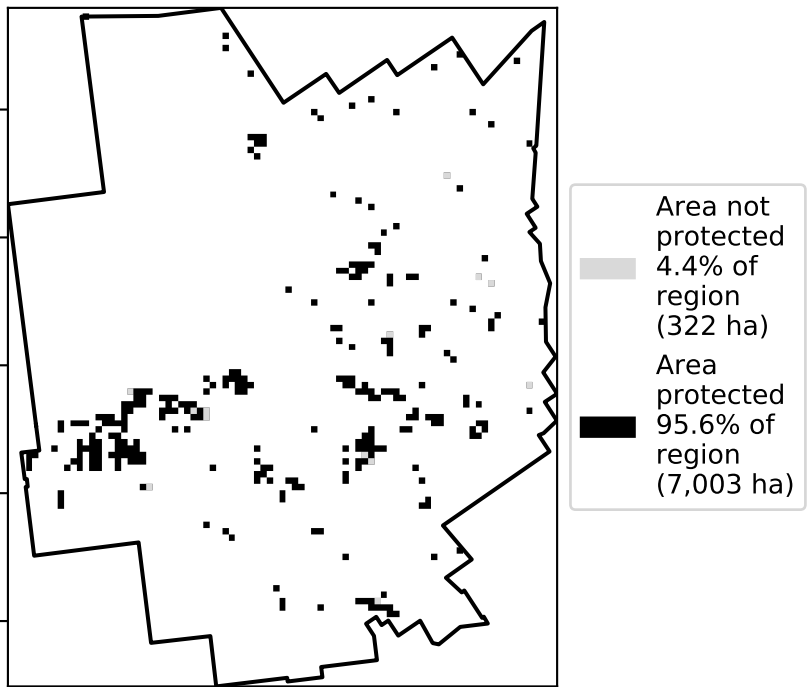 Area not
protected
4.4% of
region
(322 ha)
Area
protected
95.6% of
region
(7,003 ha)